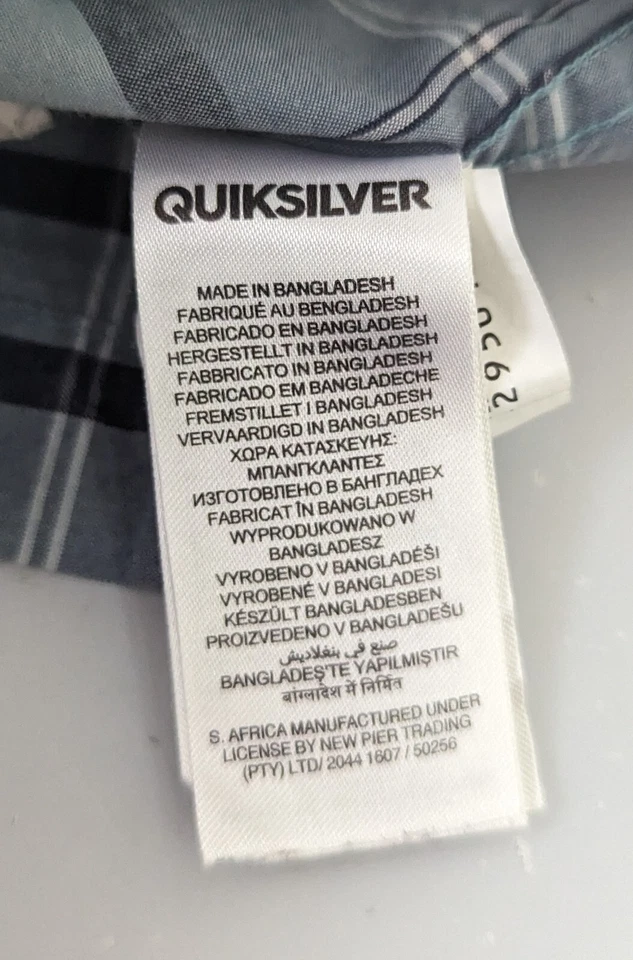 QUIKSILVER
MADE IN BANGLADESH
FABRIQUÉ AU BENGLADESH
FABRICADO EN BANGLADESH
HERGESTELLT IN BANGLADESH
FABBRICATO IN BANGLADESH
FABRICADO EM BANGLADECHE
FREMSTILLET I BANGLADESH
VERVAARDIGD IN BANGLADESH
ΧΩΡΑ ΚΑΤΑΣΚΕΥΗΣ:
ΜΠΑΝΓΚΛΑΝΤΕΣ
ИЗГОТОВЛЕНО В БАНГЛАДЕХ
FABRICAT ÎN BANGLADESH
WYPRODUKOWANO W
BANGLADESZ
VYROBENO V BANGLADÉŠI
VYROBENÉ V BANGLADESI
KÉSZÜLT BANGLADESBEN
PROIZVEDENO V BANGLADEŠU
صنع في بنغلاديش
BANGLADEŞ'TE YAPILMIŞTIR
बांग्लादेश में निर्मित
S. AFRICA MANUFACTURED UNDER
LICENSE BY NEW PIER TRADING
(PTY) LTD/ 2044 1607 / 50256